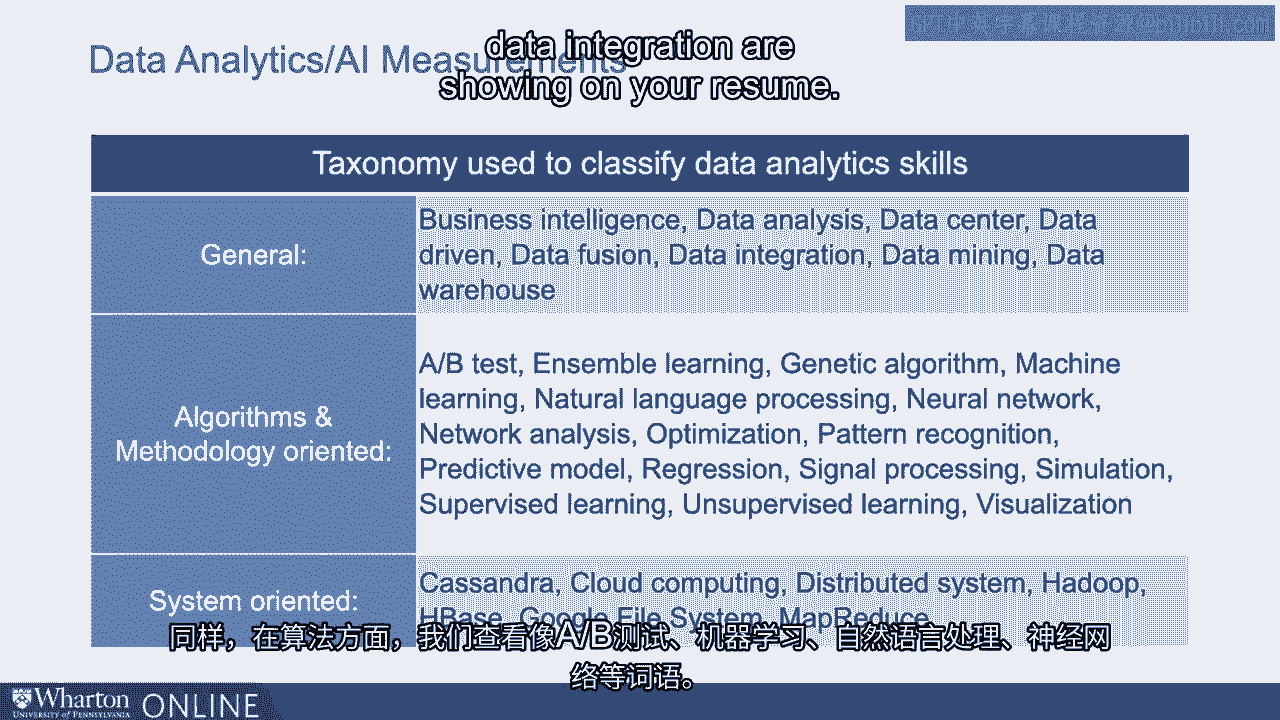 data integration are
showing on your resume.
Data Analytics/AI Measurements
Taxonomy used to classify data analytics skills
General:
Business intelligence, Data analysis, Data center, Data
driven, Data fusion, Data integration, Data mining, Data
warehouse
Algorithms &
Methodology oriented:
A/B test, Ensemble learning, Genetic algorithm, Machine
learning, Natural language processing, Neural network,
Network analysis, Optimization, Pattern recognition,
Predictive model, Regression, Signal processing, Simulation,
Supervised learning, Unsupervised learning, Visualization
System oriented:
Cassandra, Cloud computing, Distributed system, Hadoop,
HBase, Google File System, MapReduce
同样，在算法方面，我们查看像A/B测试、机器学习、自然语言处理、神经网
络等词语。
Wharton ONLINE
UNIVERSITY of PENNSYLVANIA